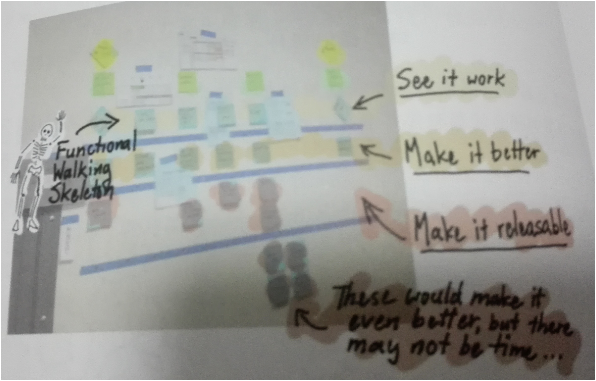 See it work
Functional
Walking
Skeleton
Make it better
Make it releasable
These would make it
even better, but there
may not be time...